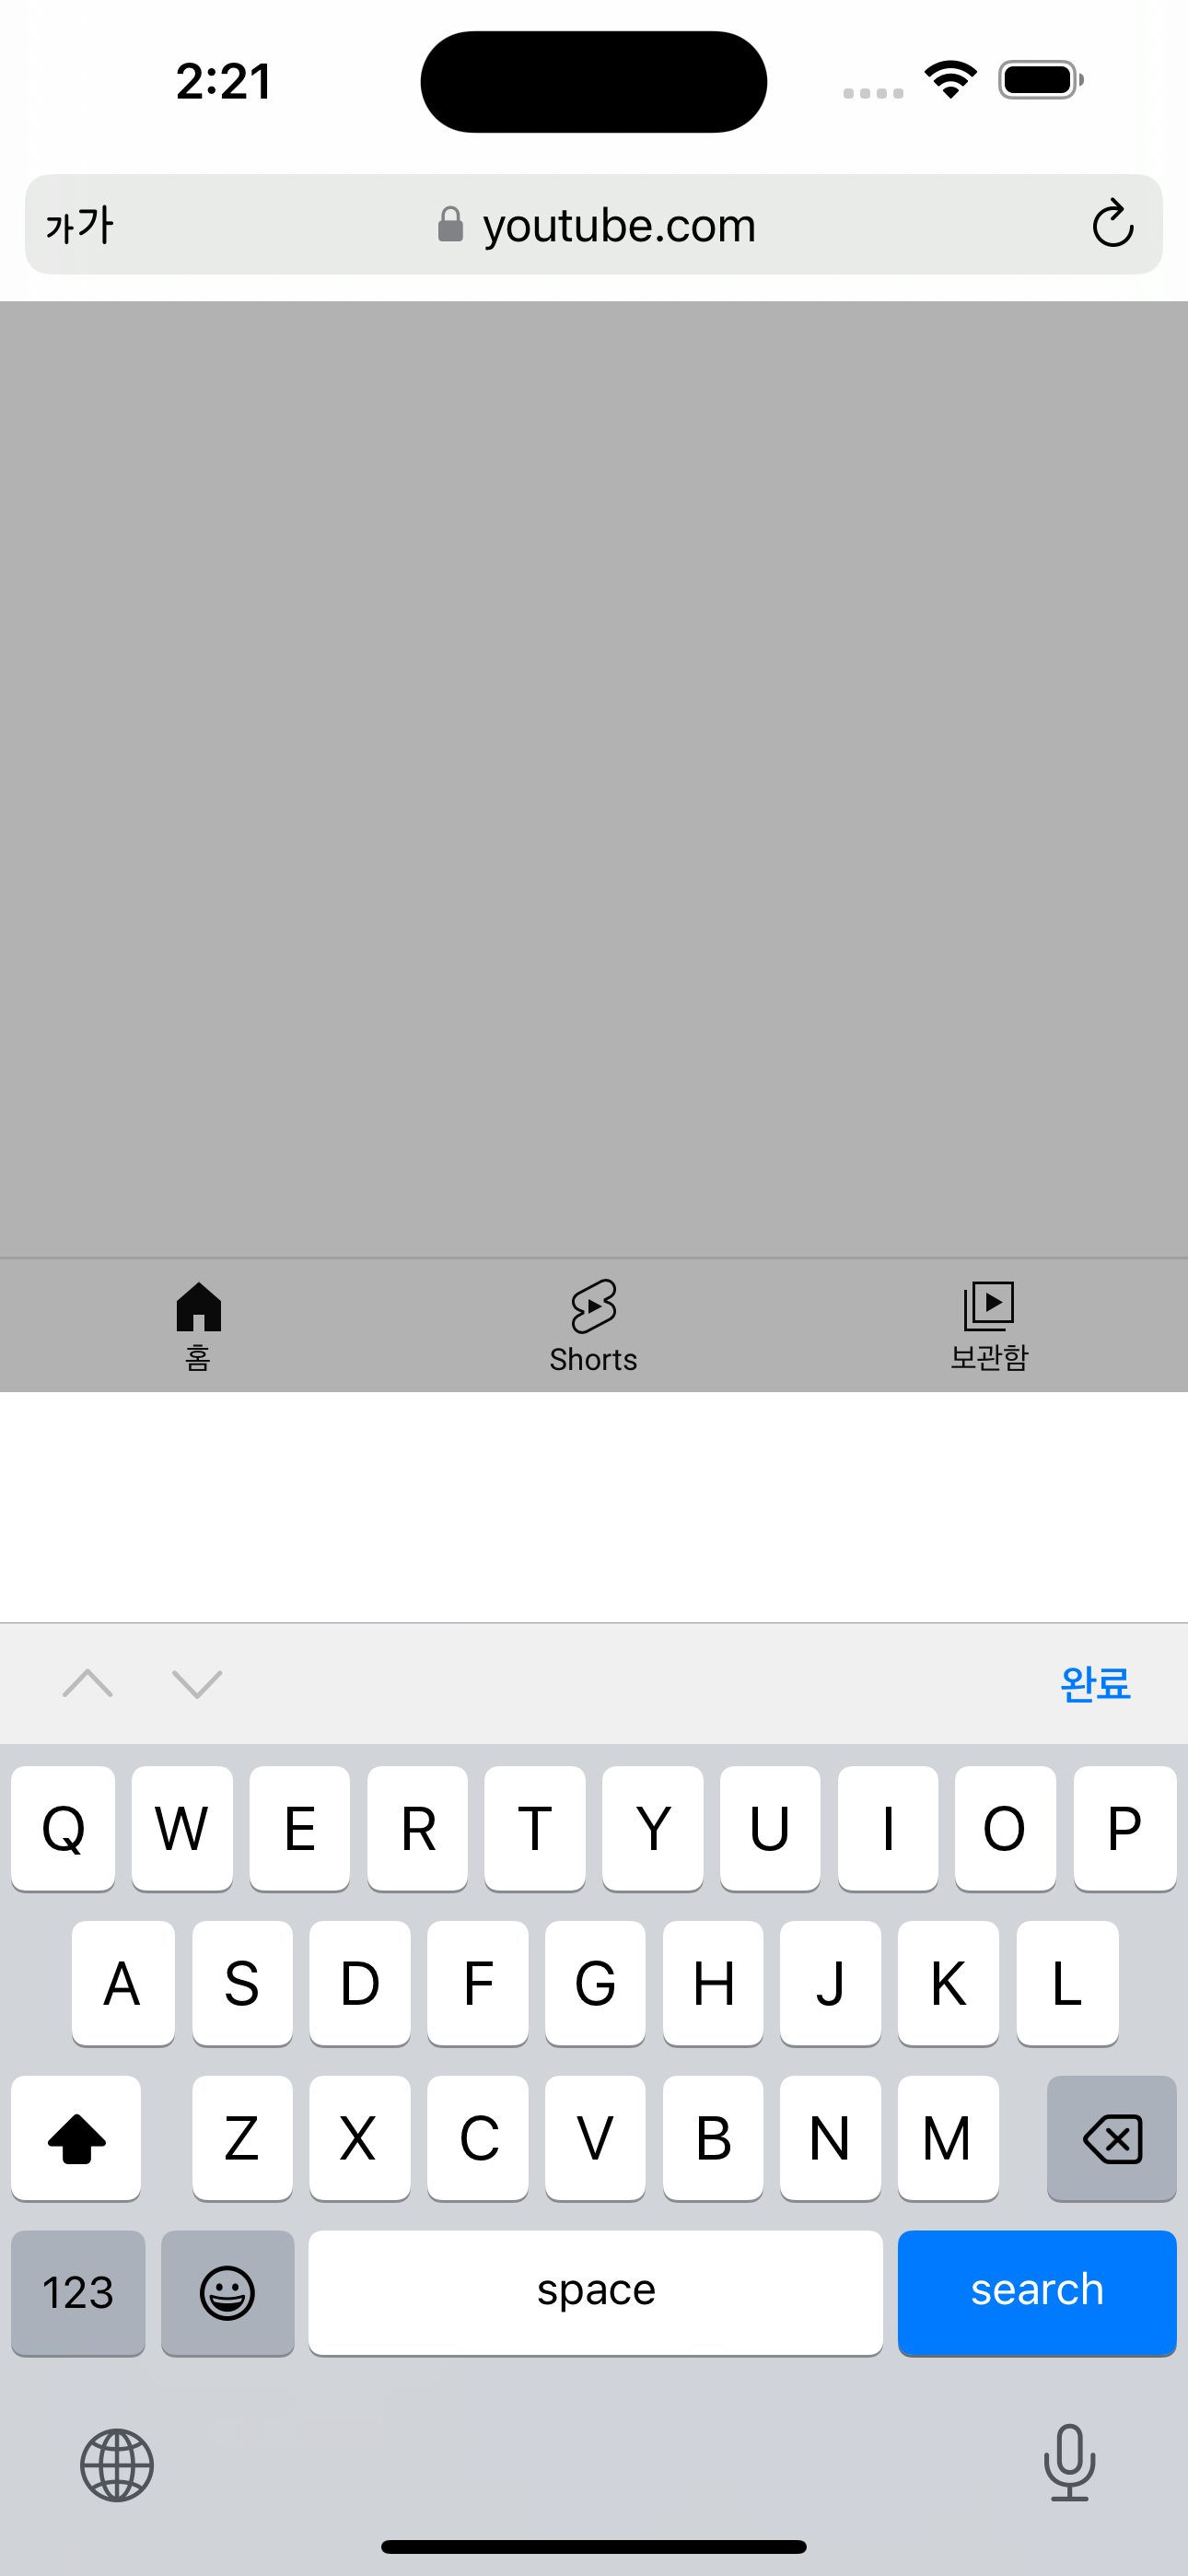 2:21
가가 youtube.com
홈 Shorts 보관함
완료
Q W E R T Y U I O P
A S D F G H J K L
Z X C V B N M
123 space search